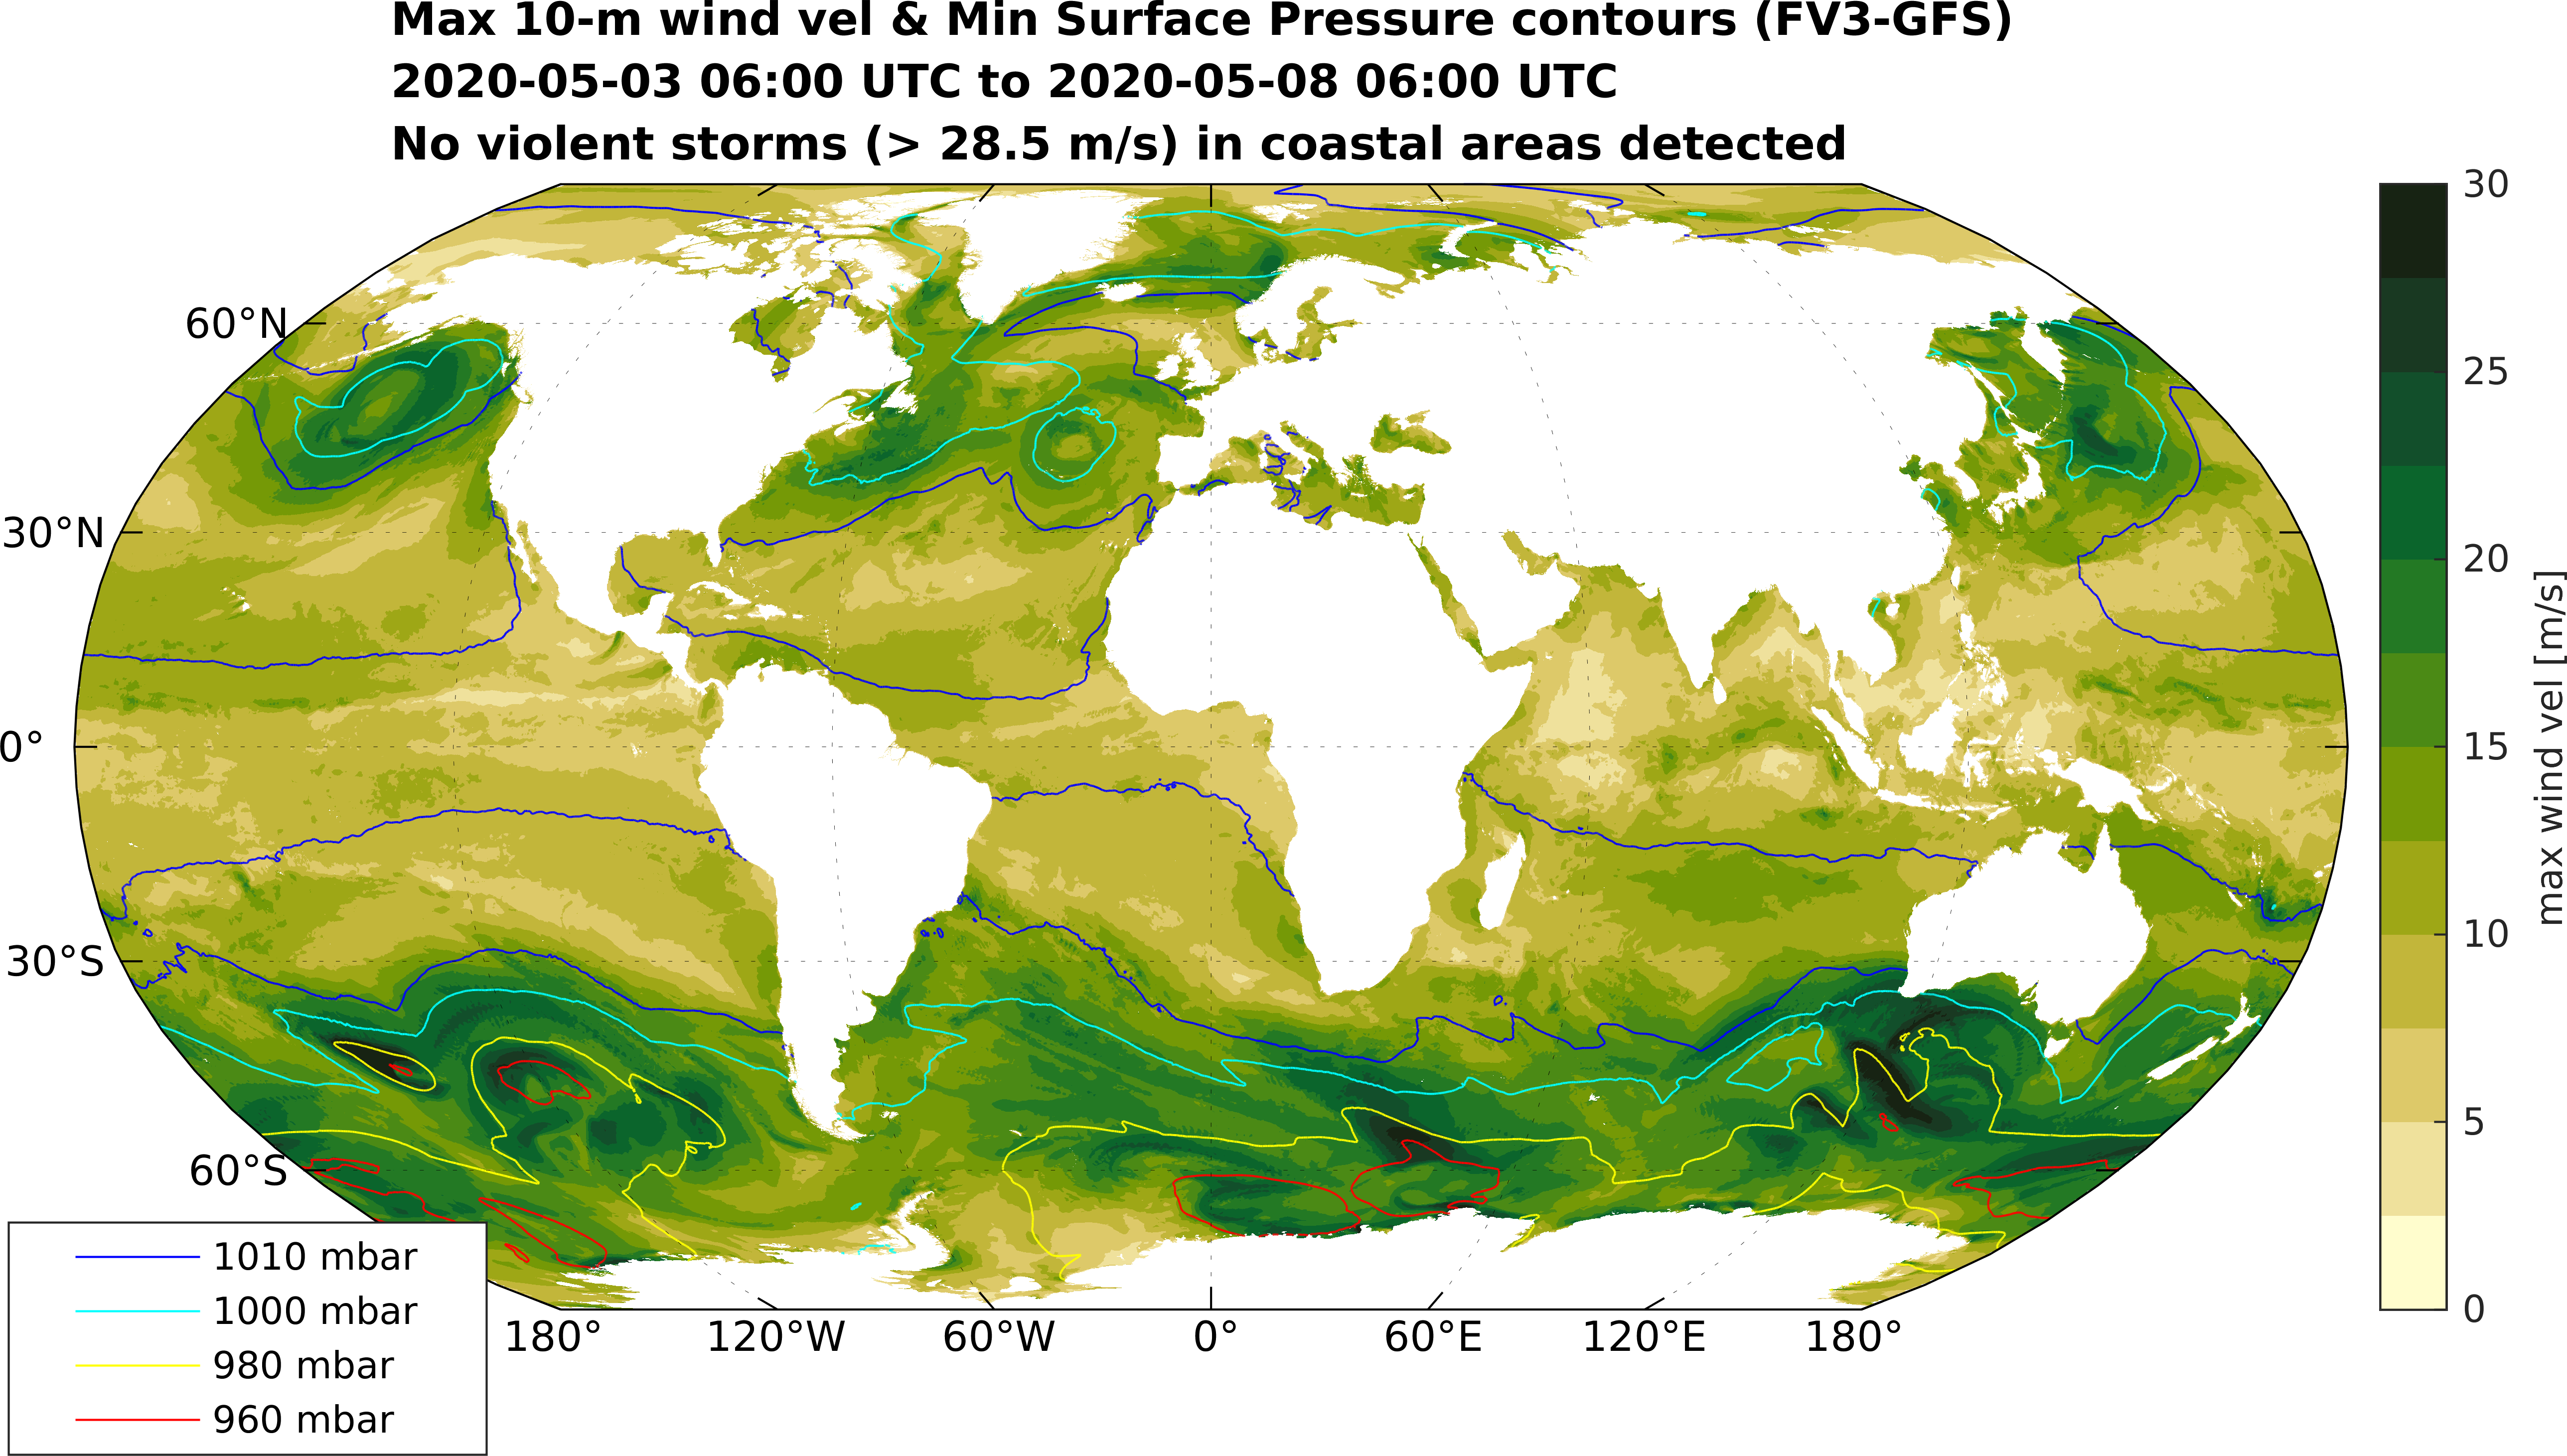 Max 10-m wind vel & Min Surface Pressure contours (FV3-GFS)
2020-05-03 06:00 UTC to 2020-05-08 06:00 UTC
No violent storms (> 28.5 m/s) in coastal areas detected
60°N
30°N
0°
30°S
60°S
180°
120°W
60°W
0°
60°E
120°E
180°
1010 mbar
1000 mbar
980 mbar
960 mbar
30
25
20
15
10
5
0
max wind vel [m/s]